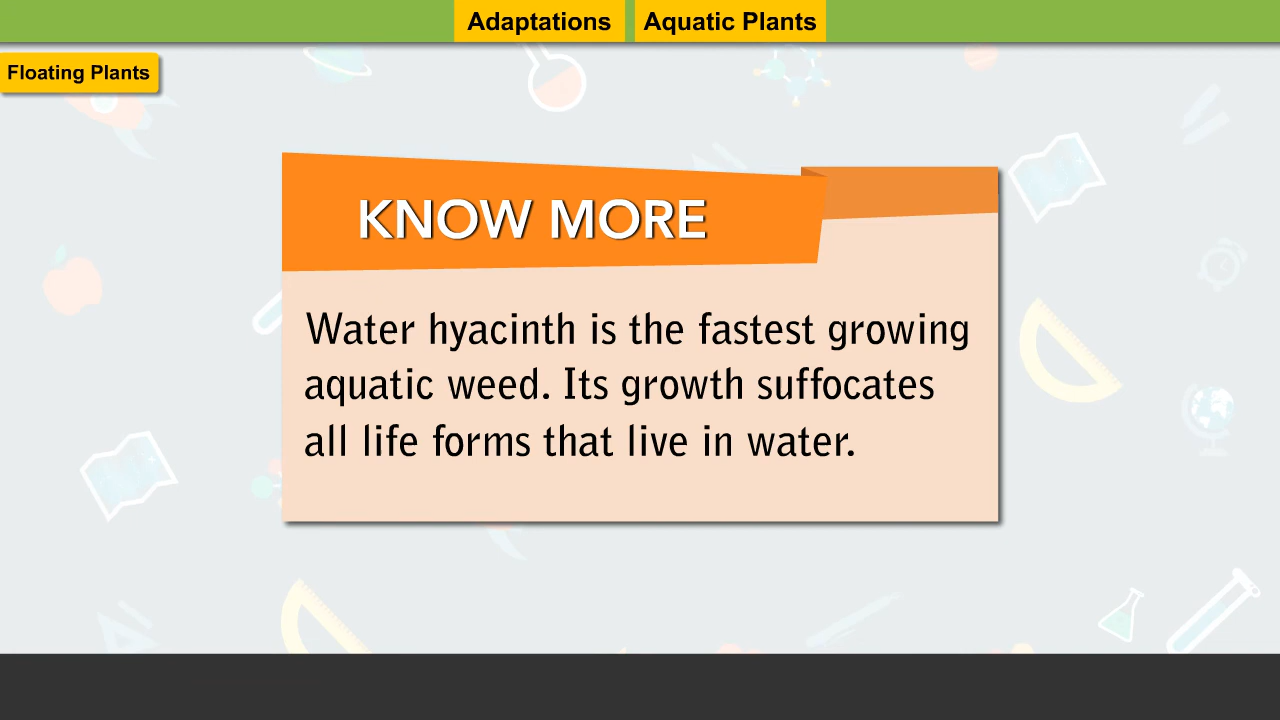 Adaptations
Aquatic Plants
Floating Plants
KNOW MORE
Water hyacinth is the fastest growing
aquatic weed. Its growth suffocates
all life forms that live in water.